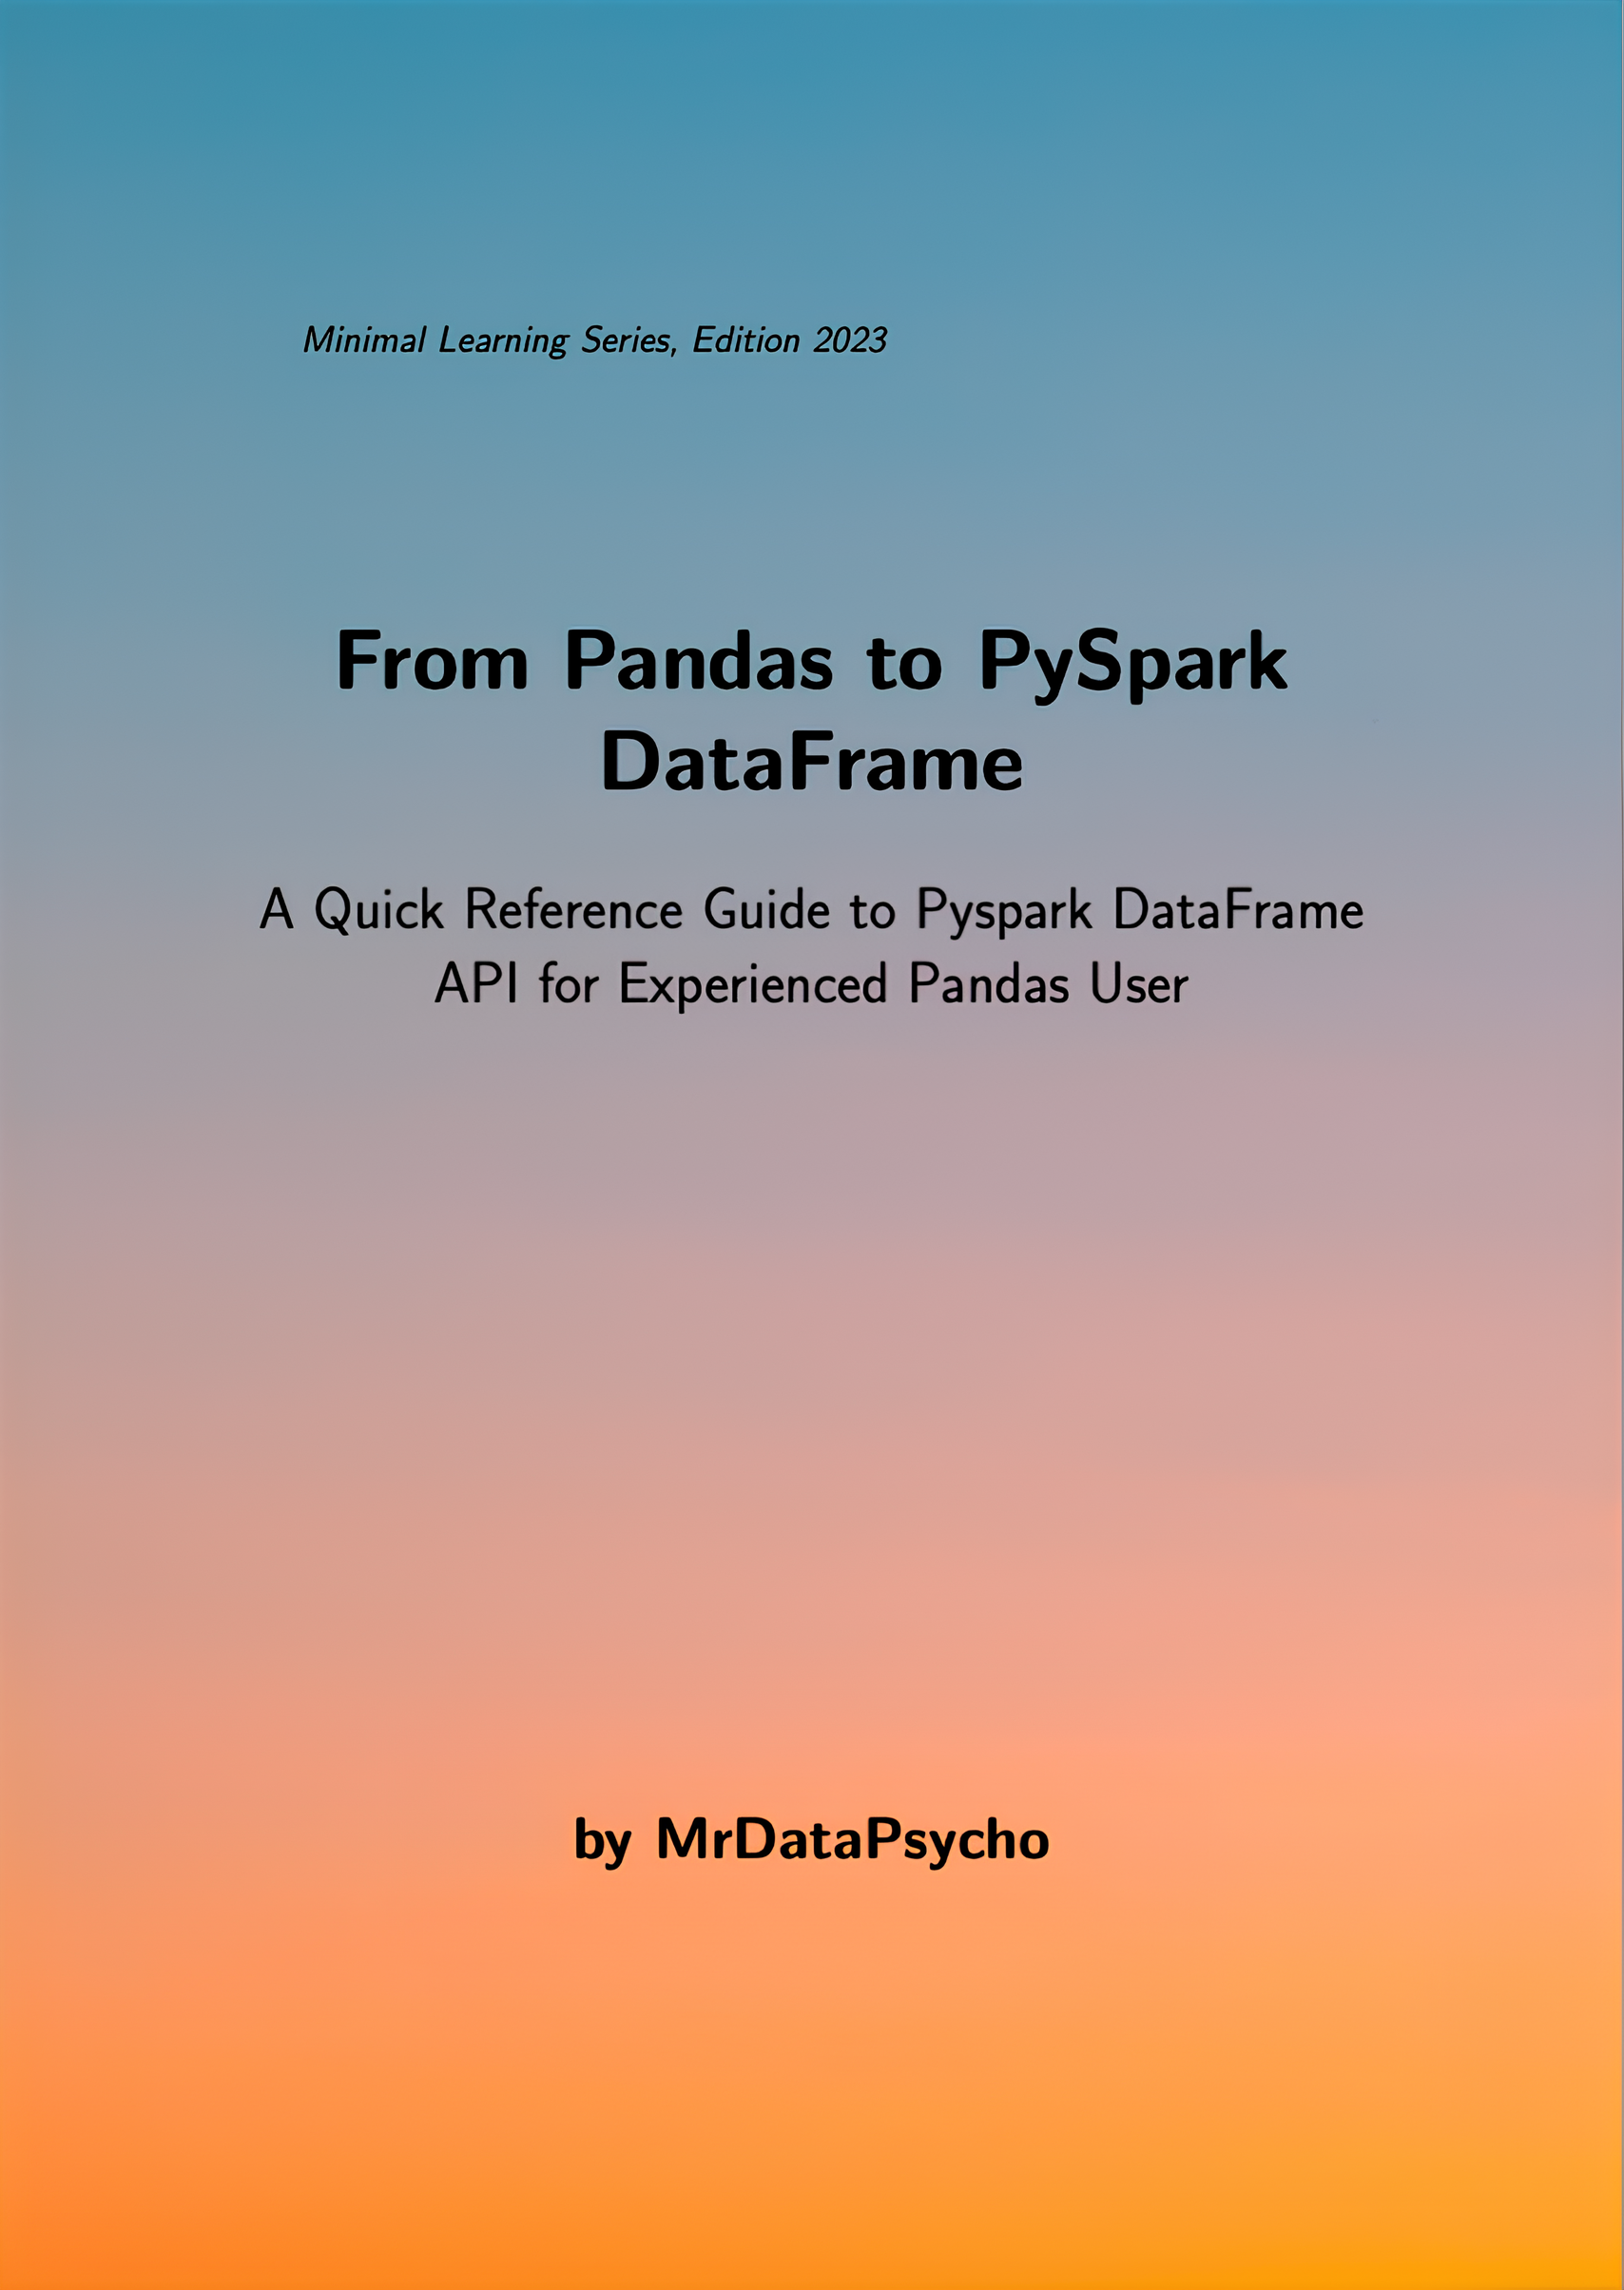 Minimal Learning Series, Edition 2023
From Pandas to PySpark
DataFrame
A Quick Reference Guide to Pyspark DataFrame
API for Experienced Pandas User
by MrDataPsycho